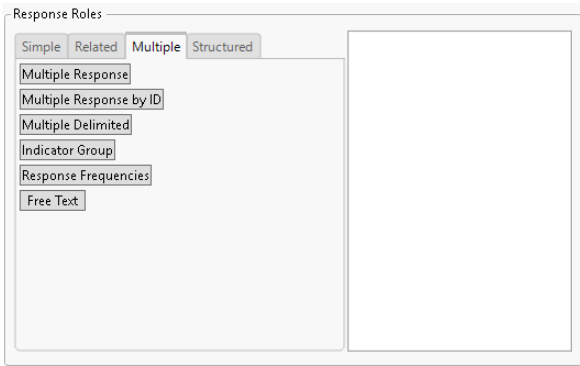 Response Roles
Simple Related Multiple Structured
Multiple Response
Multiple Response by ID
Multiple Delimited
Indicator Group
Response Frequencies
Free Text